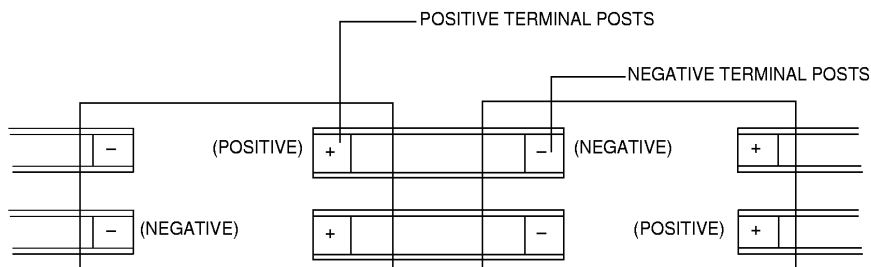 POSITIVE TERMINAL POSTS
NEGATIVE TERMINAL POSTS
– (POSITIVE) + – (NEGATIVE) +
– (NEGATIVE) + – (POSITIVE) +